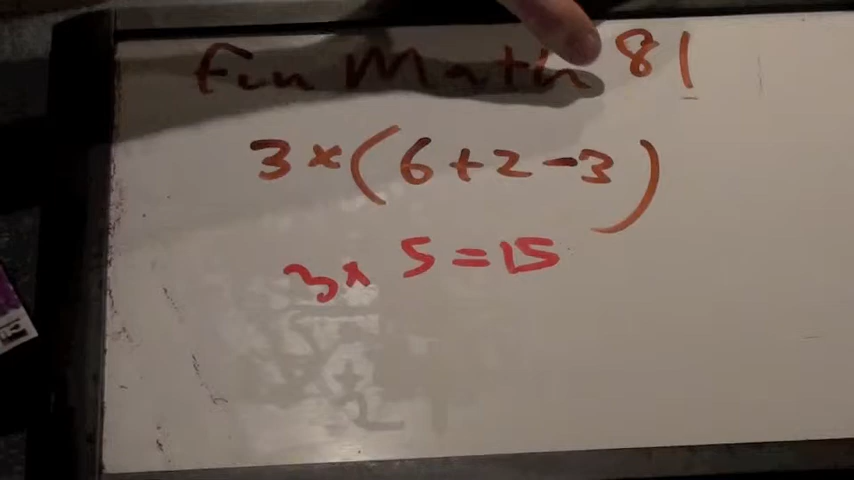 Fun Math 81
3 × ( 6 + 2 - 3 )
3 × 5 = 15